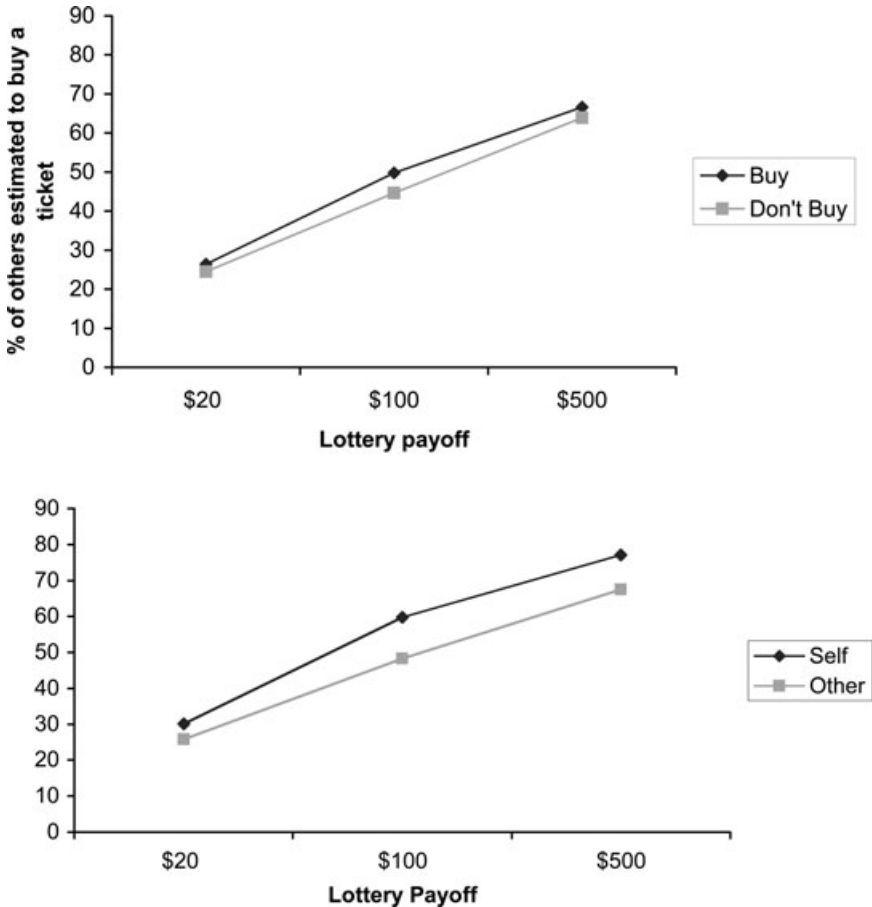 % of others estimated to buy a
ticket
90
80
70
60
50
40
30
20
10
0
$20 $100 $500
Lottery payoff
Buy
Don't Buy
90
80
70
60
50
40
30
20
10
0
$20 $100 $500
Lottery Payoff
Self
Other